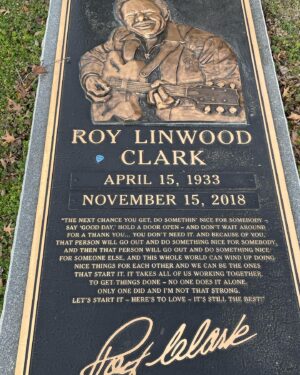 ROY LINWOOD
CLARK
APRIL 15, 1933
NOVEMBER 15, 2018
"THE NEXT CHANCE YOU GET, DO SOMETHIN' NICE FOR SOMEBODY –
SAY 'GOOD DAY,' HOLD A DOOR OPEN – AND DON'T WAIT AROUND
FOR A THANK YOU... YOU DON'T NEED IT. AND BECAUSE OF YOU,
THAT PERSON WILL GO OUT AND DO SOMETHING NICE FOR SOMEBODY,
AND THEN THAT PERSON WILL GO OUT AND DO SOMETHING NICE
FOR SOMEONE ELSE, AND THIS WHOLE WORLD CAN WIND UP DOING
NICE THINGS FOR EACH OTHER AND WE CAN BE THE ONES
THAT START IT. IT TAKES ALL OF US WORKING TOGETHER
TO GET THINGS DONE – NO ONE DOES IT ALONE.
ONLY ONE DID AND I'M NOT THAT STRONG.
LET'S START IT – HERE'S TO LOVE – IT'S STILL THE BEST!"
Roy Clark